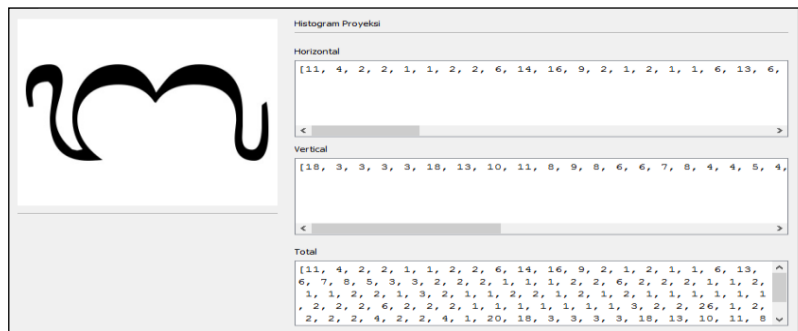 Histogram Proyeksi
Horizontal
[11, 4, 2, 2, 1, 1, 2, 2, 6, 14, 16, 9, 2, 1, 2, 1, 1, 6, 13, 6,
Vertical
[18, 3, 3, 3, 3, 18, 13, 10, 11, 8, 9, 8, 6, 6, 7, 8, 4, 4, 5, 4,
Total
[11, 4, 2, 2, 1, 1, 2, 2, 6, 14, 16, 9, 2, 1, 2, 1, 1, 6, 13,
6, 7, 8, 5, 3, 3, 2, 2, 2, 1, 1, 1, 2, 2, 6, 2, 2, 2, 1, 1, 2,
1, 1, 2, 2, 1, 3, 2, 1, 1, 2, 2, 1, 2, 1, 2, 1, 1, 1, 1, 1, 1
, 2, 2, 2, 6, 2, 2, 2, 1, 1, 1, 1, 1, 1, 1, 3, 2, 2, 26, 1, 2,
2, 2, 2, 4, 2, 2, 4, 1, 20, 18, 3, 3, 3, 3, 18, 13, 10, 11, 8